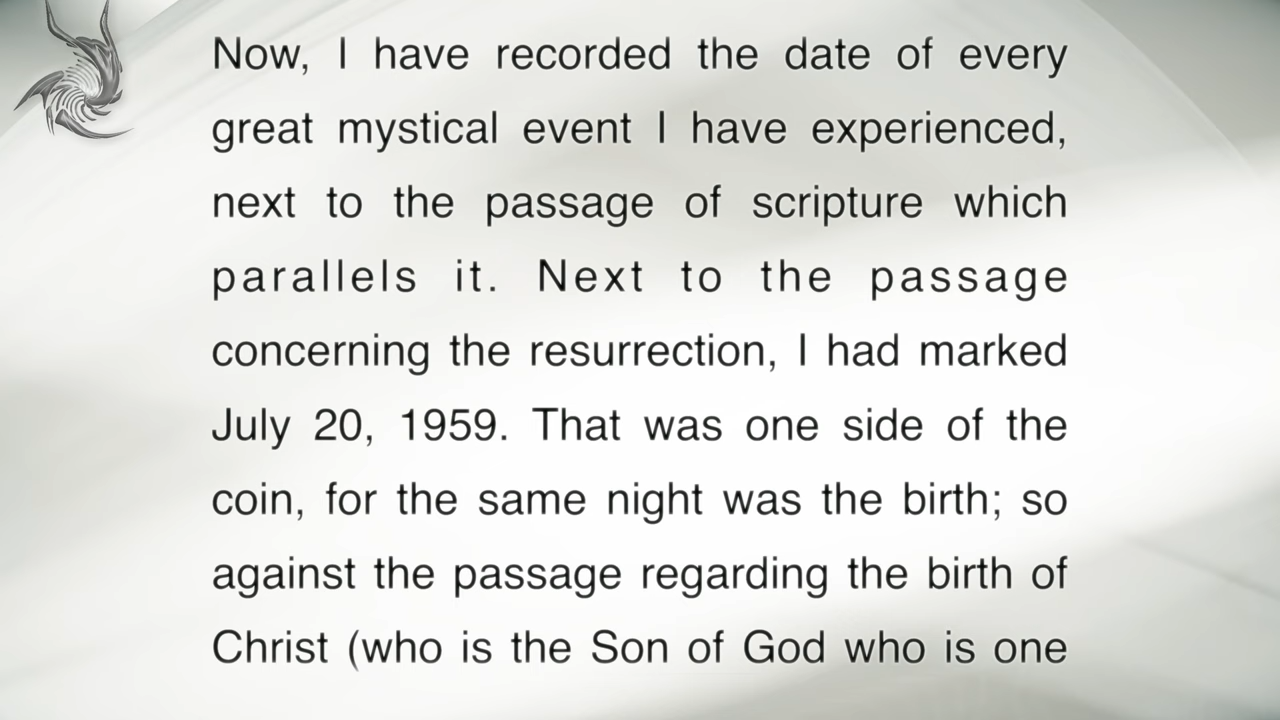 Now, I have recorded the date of every
great mystical event I have experienced,
next to the passage of scripture which
parallels it. Next to the passage
concerning the resurrection, I had marked
July 20, 1959. That was one side of the
coin, for the same night was the birth; so
against the passage regarding the birth of
Christ (who is the Son of God who is one